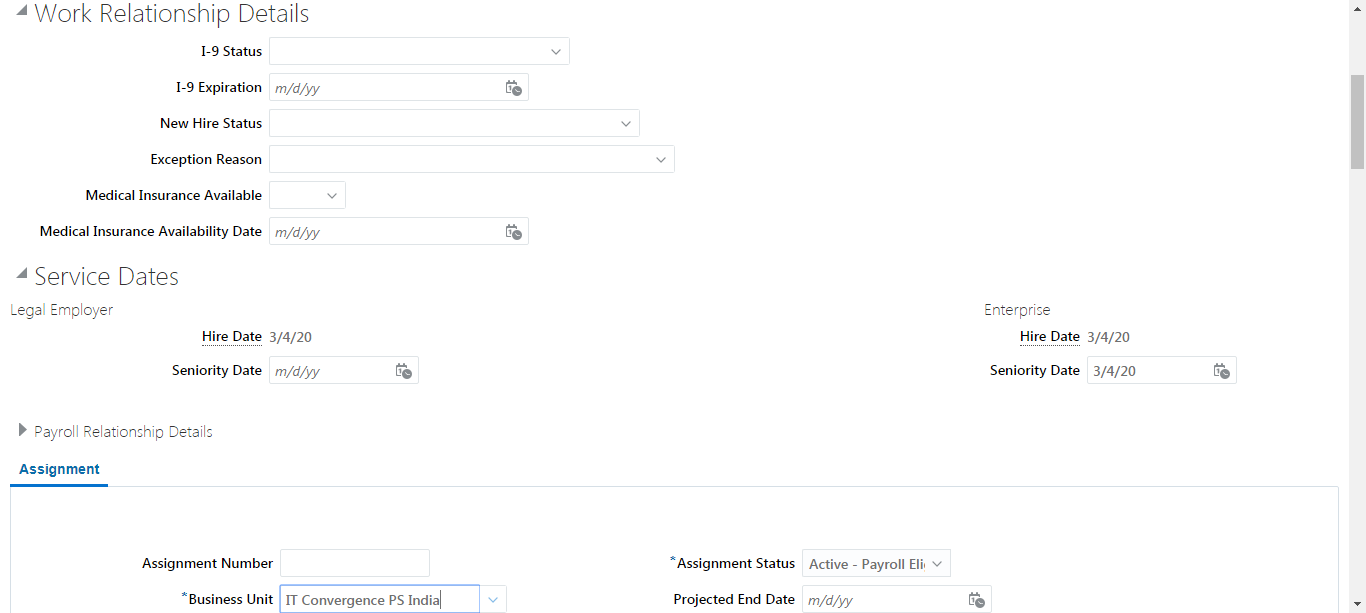 Work Relationship Details
I-9 Status
I-9 Expiration m/d/yy
New Hire Status
Exception Reason
Medical Insurance Available
Medical Insurance Availability Date m/d/yy
Service Dates
Legal Employer Enterprise
Hire Date 3/4/20 Hire Date 3/4/20
Seniority Date m/d/yy Seniority Date 3/4/20
Payroll Relationship Details
Assignment
Assignment Number *Assignment Status Active - Payroll Eli
*Business Unit IT Convergence PS India Projected End Date m/d/yy